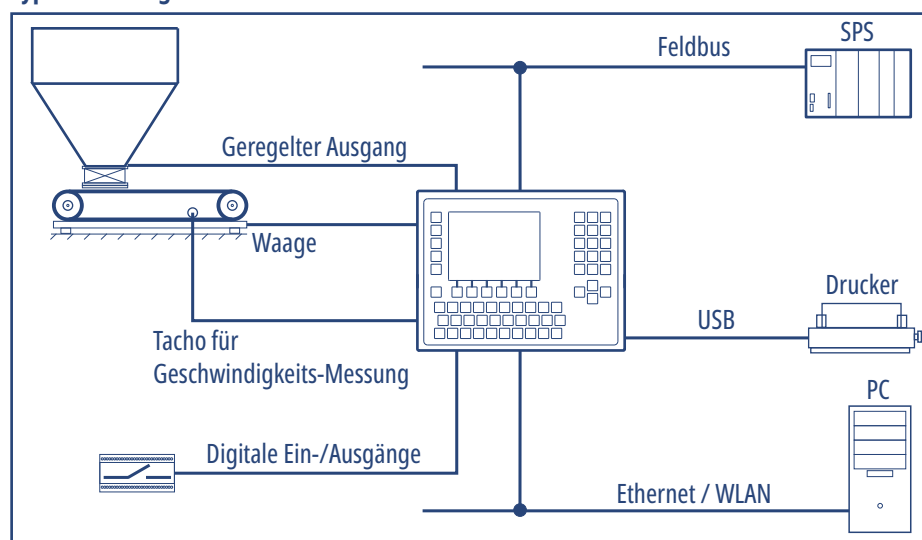 SPS
Feldbus
Geregelter Ausgang
Waage
Drucker
USB
Tacho für
Geschwindigkeits-Messung
PC
Digitale Ein-/Ausgänge
Ethernet / WLAN